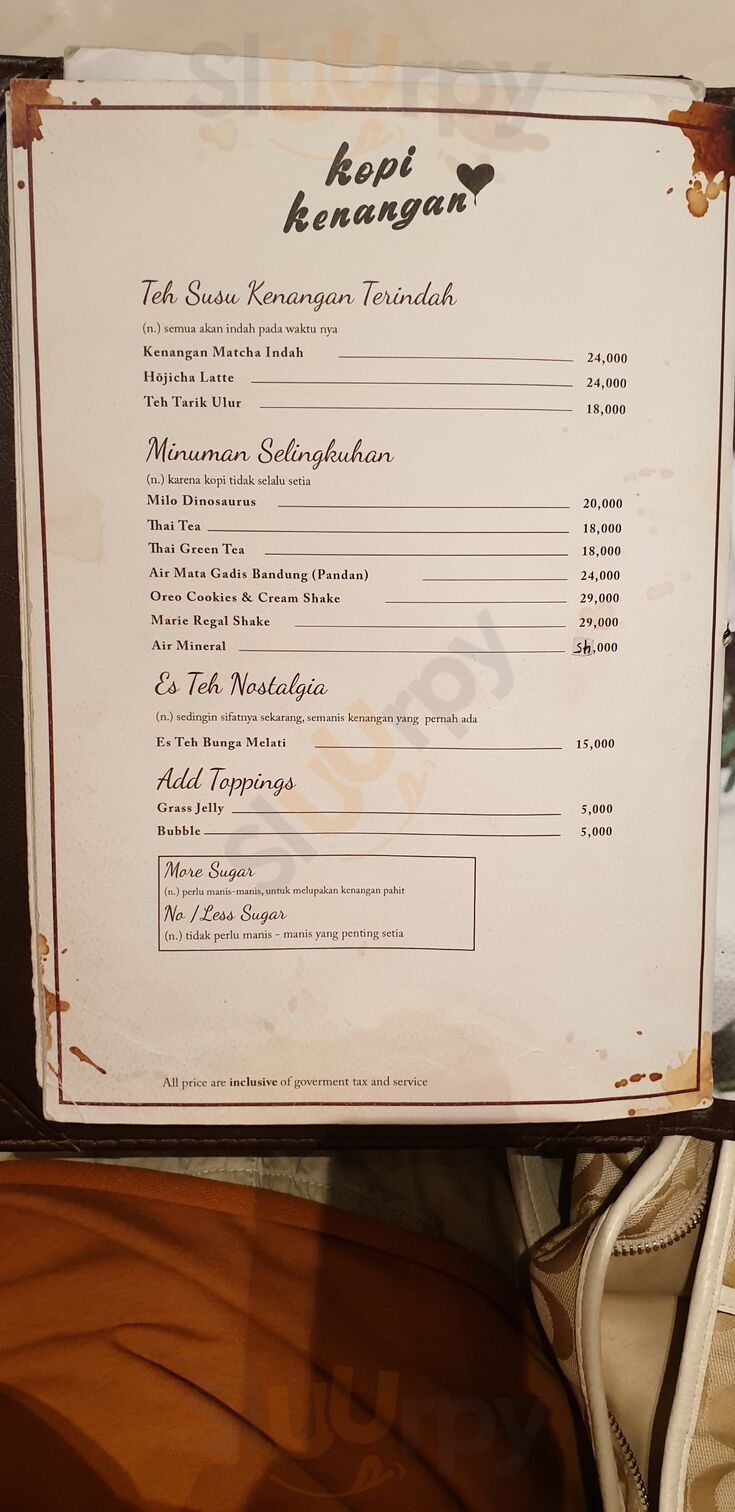 Sluurpy
kopi
kenangan
Teh Susu Kenangan Terindah
(n.) semua akan indah pada waktu nya
Kenangan Matcha Indah 24,000
Hōjicha Latte 24,000
Teh Tarik Ulur 18,000
Minuman Selingkuhan
(n.) karena kopi tidak selalu setia
Milo Dinosaurus 20,000
Thai Tea 18,000
Thai Green Tea 18,000
Air Mata Gadis Bandung (Pandan) 24,000
Oreo Cookies & Cream Shake 29,000
Marie Regal Shake 29,000
Air Mineral ,000
Es Teh Nostalgia
(n.) sedingin sifatnya sekarang, semanis kenangan yang pernah ada
Es Teh Bunga Melati 15,000
Sluurpy
Add Toppings
Grass Jelly 5,000
Bubble 5,000
More Sugar
(n.) perlu manis-manis, untuk melupakan kenangan pahit
No / Less Sugar
(n.) tidak perlu manis - manis yang penting setia
All price are inclusive of goverment tax and service
Sluurpy